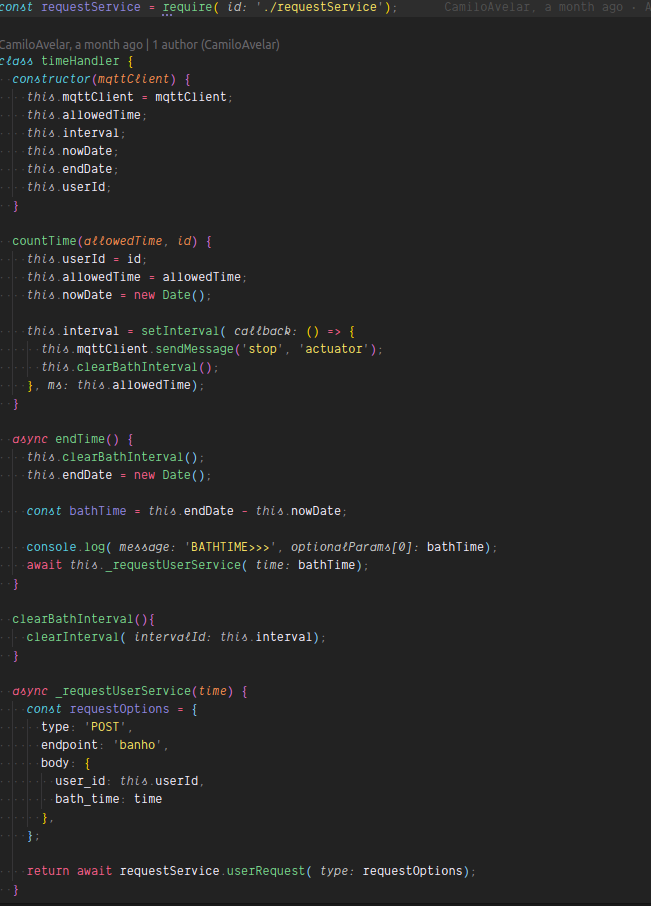 const requestService = require( id: './requestService');    CamiloAvelar, a month ago · A
CamiloAvelar, a month ago | 1 author (CamiloAvelar)
class timeHandler {
  constructor(mqttClient) {
    this.mqttClient = mqttClient;
    this.allowedTime;
    this.interval;
    this.nowDate;
    this.endDate;
    this.userId;
  }
  countTime(allowedTime, id) {
    this.userId = id;
    this.allowedTime = allowedTime;
    this.nowDate = new Date();
    this.interval = setInterval( callback: () => {
      this.mqttClient.sendMessage('stop', 'actuator');
      this.clearBathInterval();
    }, ms: this.allowedTime);
  }
  async endTime() {
    this.clearBathInterval();
    this.endDate = new Date();
    const bathTime = this.endDate - this.nowDate;
    console.log( message: 'BATHTIME>>>', optionalParams[0]: bathTime);
    await this._requestUserService( time: bathTime);
  }
  clearBathInterval(){
    clearInterval( intervalId: this.interval);
  }
  async _requestUserService(time) {
    const requestOptions = {
      type: 'POST',
      endpoint: 'banho',
      body: {
        user_id: this.userId,
        bath_time: time
      },
    };
    return await requestService.userRequest( type: requestOptions);
  }